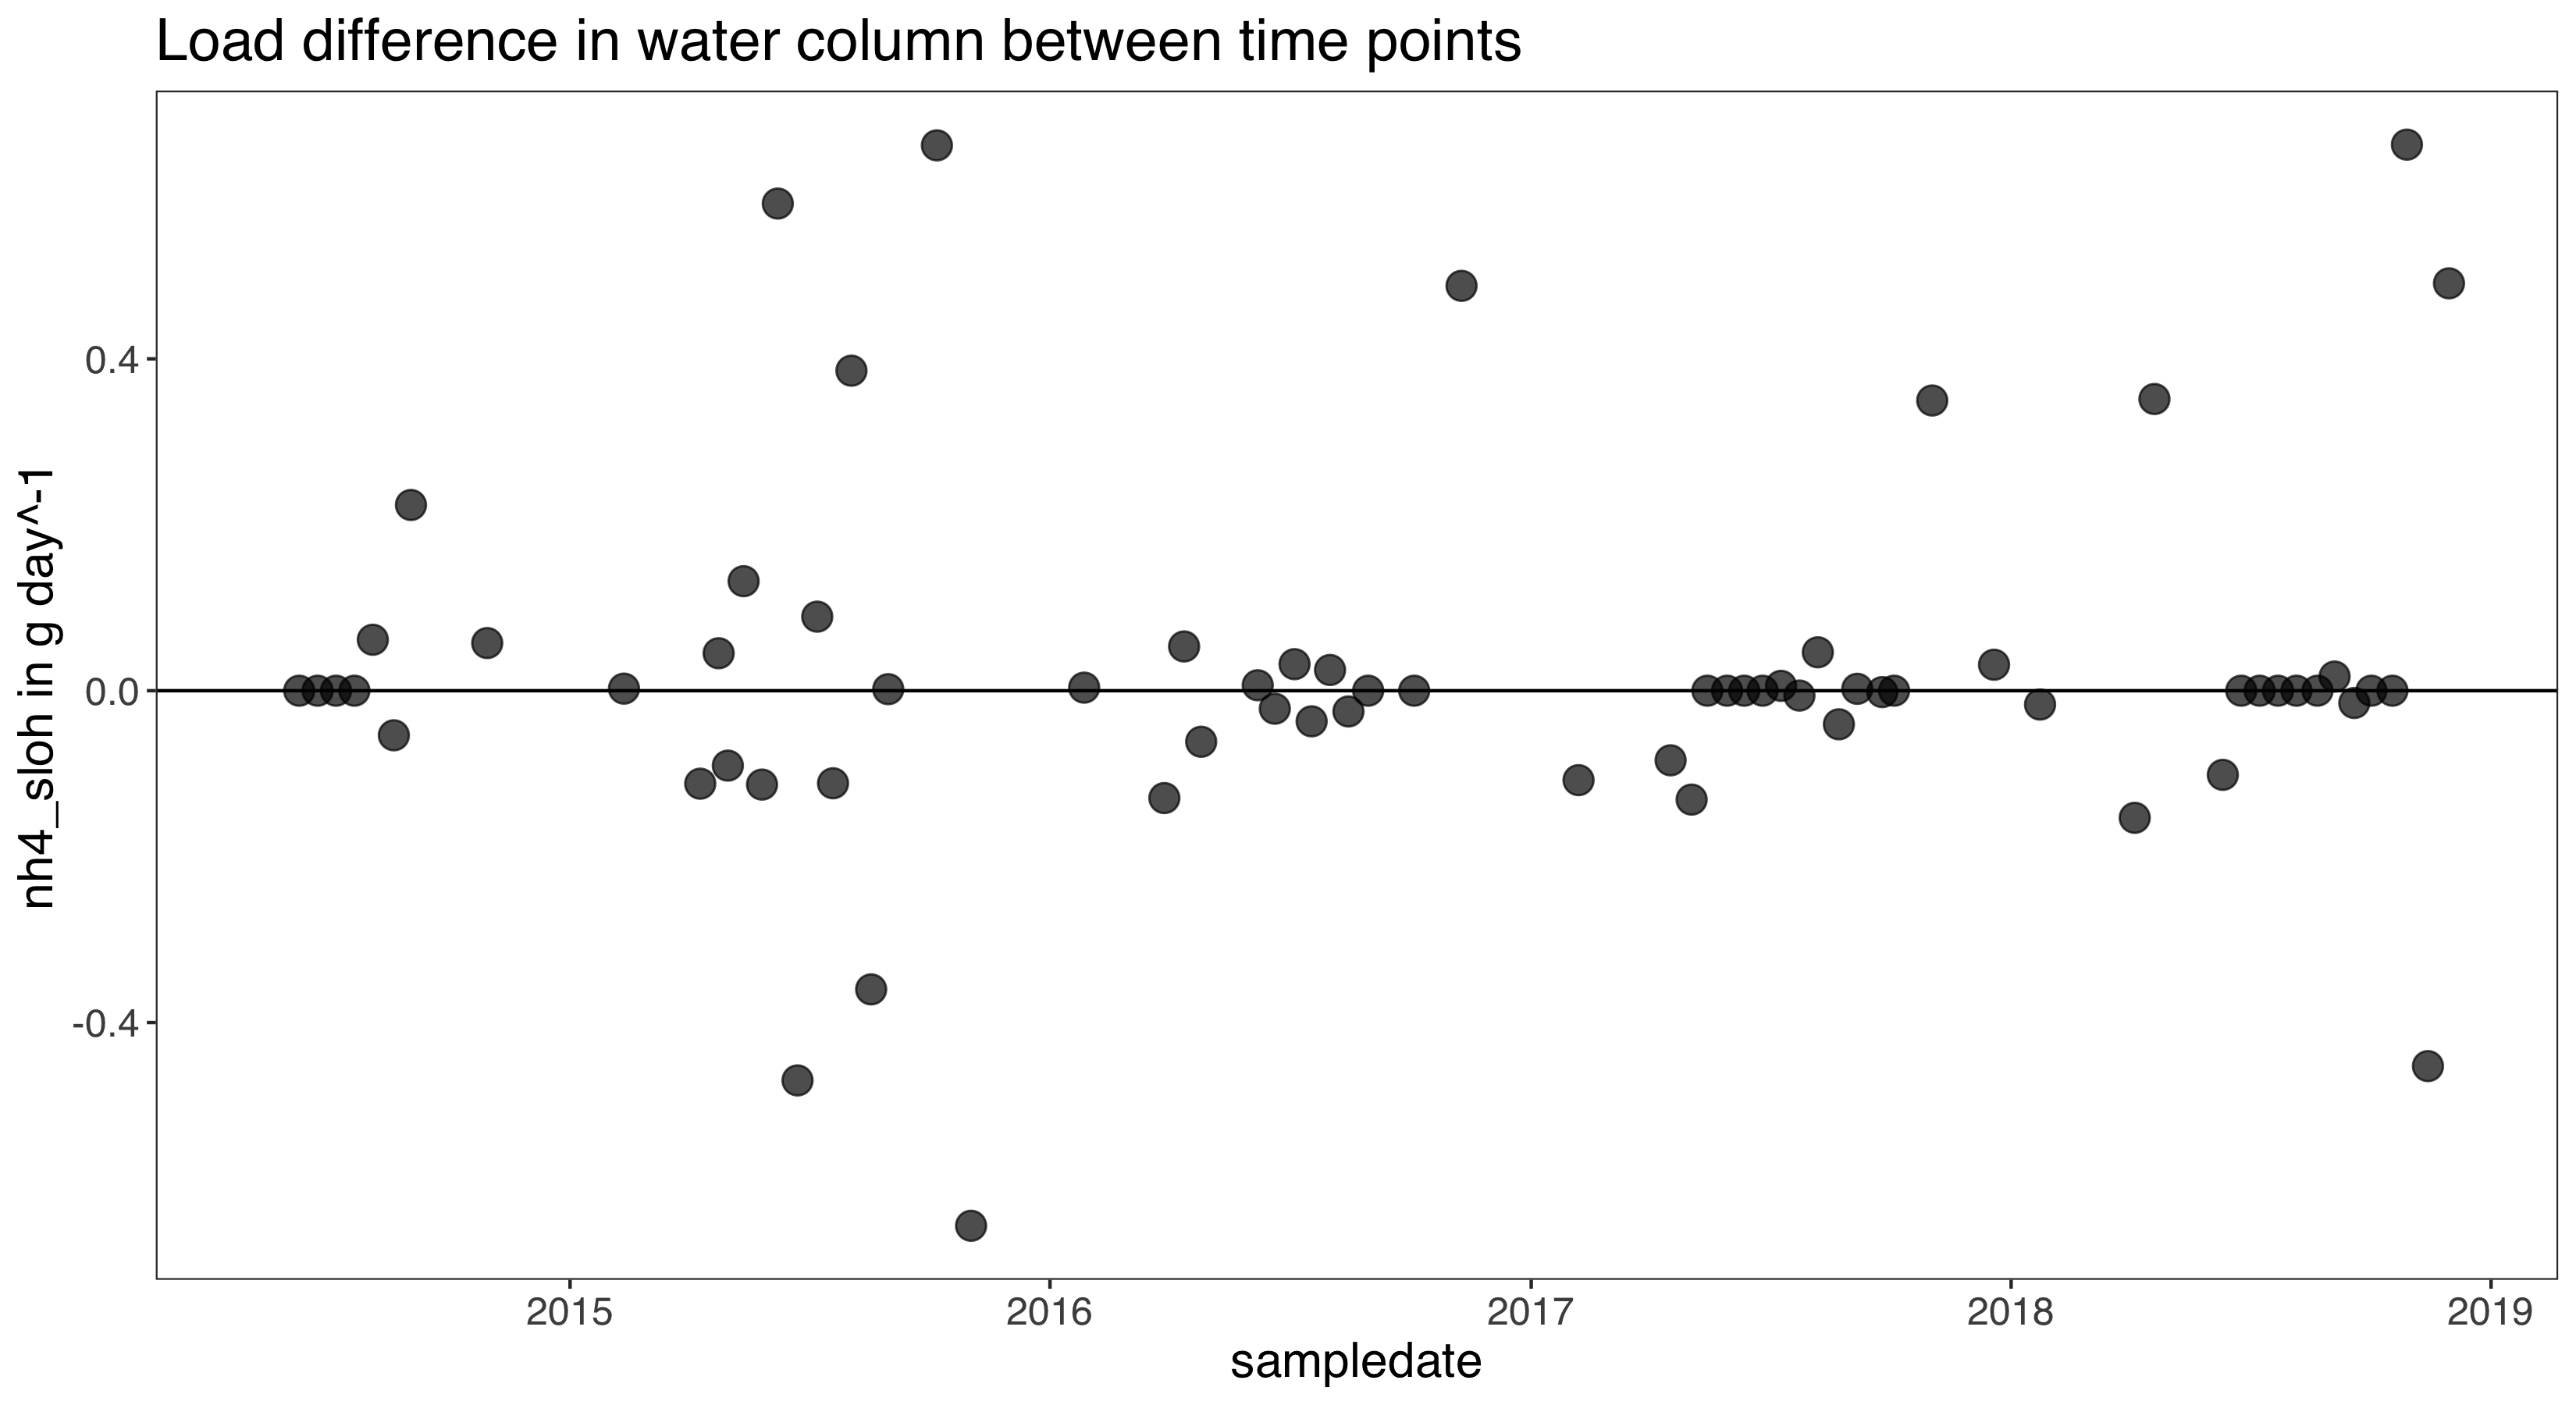 Load difference in water column between time points
nh4_sloh in g day^-1
0.4
0.0
-0.4
2015
2016
2017
2018
2019
sampledate